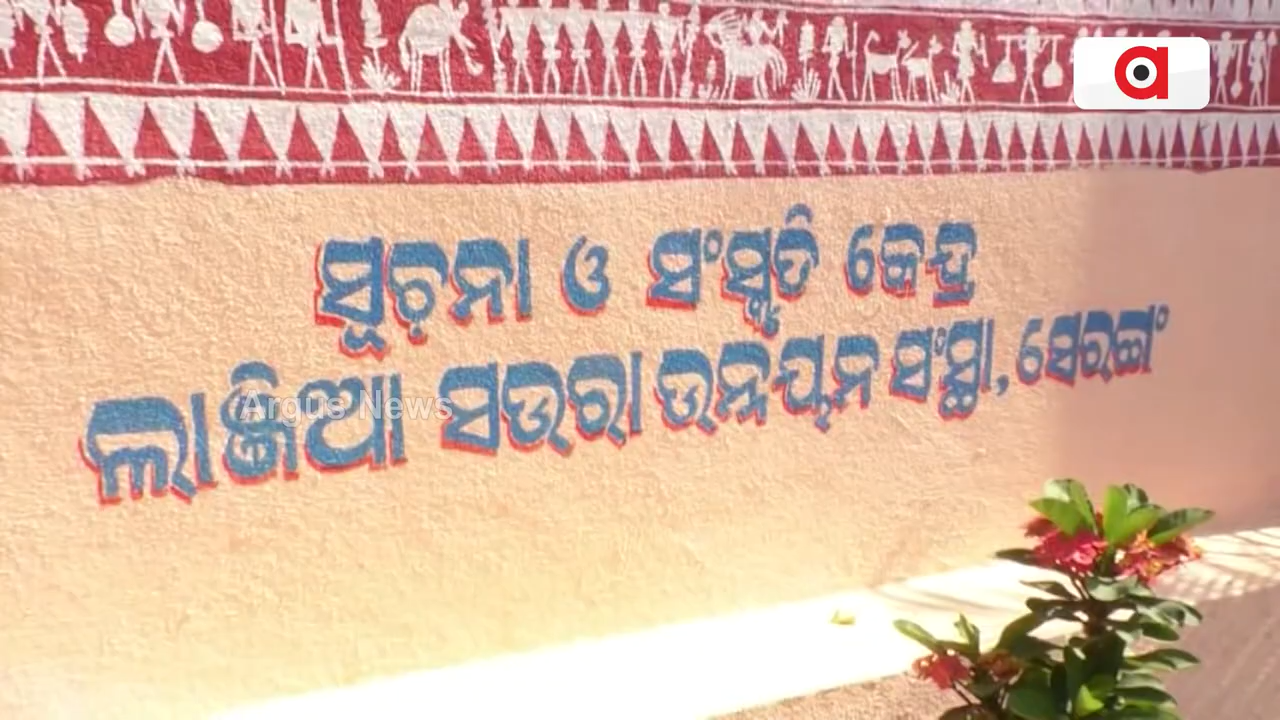 ସୂଚନା ଓ ସଂସ୍କୃତି କେନ୍ଦ୍ର
ଲାଞ୍ଜିଆ ସଉରା ଉନ୍ନୟନ ସଂସ୍ଥା, ସେରଙ୍ଗ
Argus News